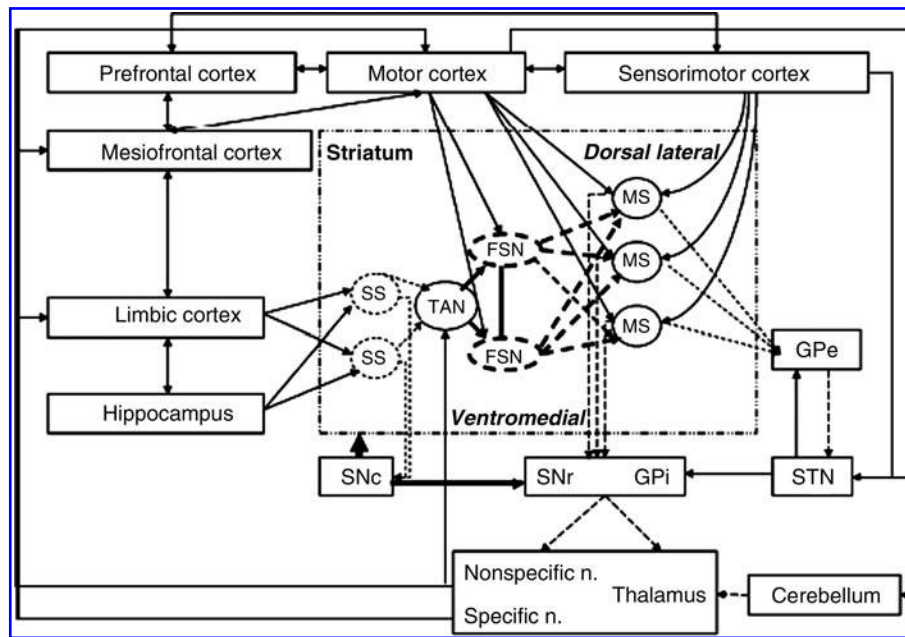 Prefrontal cortex
Motor cortex
Sensorimotor cortex
Mesiofrontal cortex
Striatum
Dorsal lateral
MS
FSN
MS
SS
TAN
Limbic cortex
MS
SS
FSN
GPe
Hippocampus
Ventromedial
SNc
SNr GPi
STN
Nonspecific n.
Thalamus
Cerebellum
Specific n.